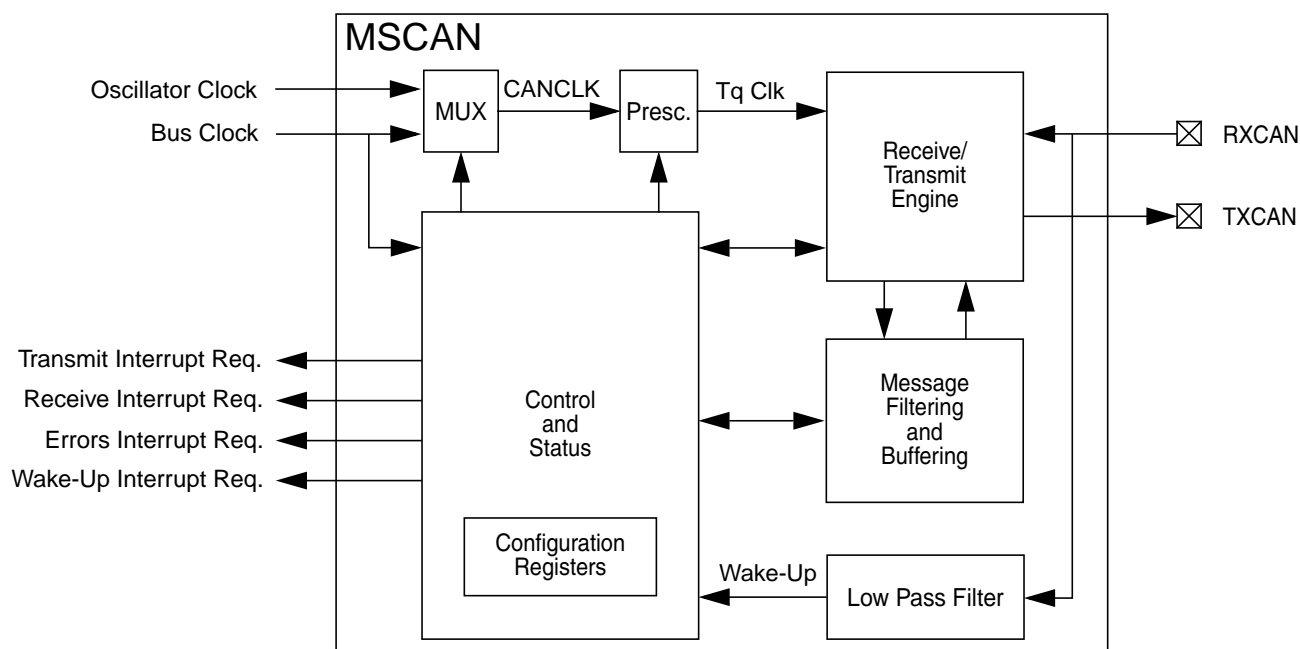 MSCAN
Oscillator Clock
Bus Clock
MUX
CANCLK
Presc.
Tq Clk
Receive/
Transmit
Engine
RXCAN
TXCAN
Transmit Interrupt Req.
Receive Interrupt Req.
Errors Interrupt Req.
Wake-Up Interrupt Req.
Control
and
Status
Message
Filtering
and
Buffering
Configuration
Registers
Wake-Up
Low Pass Filter